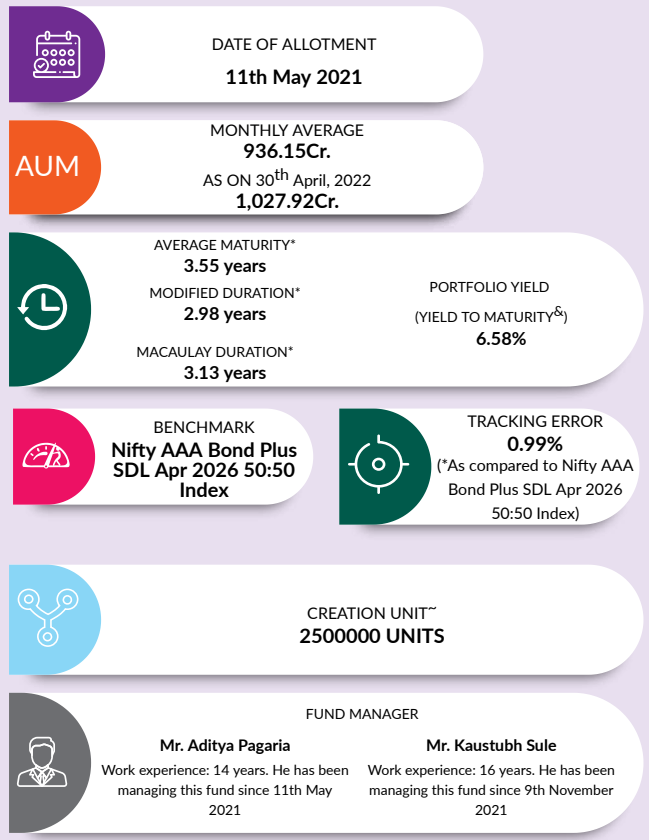 DATE OF ALLOTMENT
11th May 2021
AUM
MONTHLY AVERAGE
936.15Cr.
AS ON 30th April, 2022
1,027.92Cr.
AVERAGE MATURITY*
3.55 years
MODIFIED DURATION*
2.98 years
MACAULAY DURATION*
3.13 years
PORTFOLIO YIELD
(YIELD TO MATURITY&)
6.58%
BENCHMARK
Nifty AAA Bond Plus
SDL Apr 2026 50:50
Index
TRACKING ERROR
0.99%
(*As compared to Nifty AAA
Bond Plus SDL Apr 2026
50:50 Index)
CREATION UNIT~
2500000 UNITS
FUND MANAGER
Mr. Aditya Pagaria
Work experience: 14 years. He has been
managing this fund since 11th May
2021
Mr. Kaustubh Sule
Work experience: 16 years. He has been
managing this fund since 9th November
2021